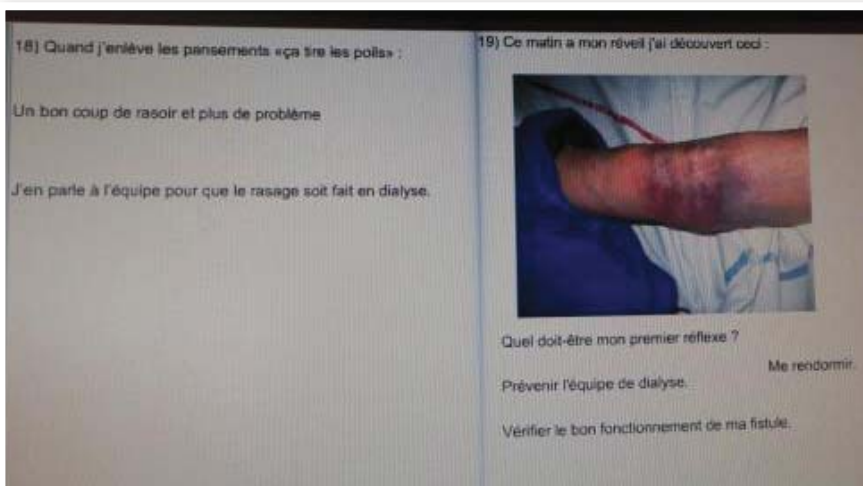 18) Quand j'enlève les pansements «ça tire les poils» :
Un bon coup de rasoir et plus de problème
J'en parle à l'équipe pour que le rasage soit fait en dialyse.
19) Ce matin a mon réveil j'ai découvert ceci :
Quel doit-être mon premier réflexe ?
Me rendormir.
Prévenir l'équipe de dialyse.
Vérifier le bon fonctionnement de ma fistule.